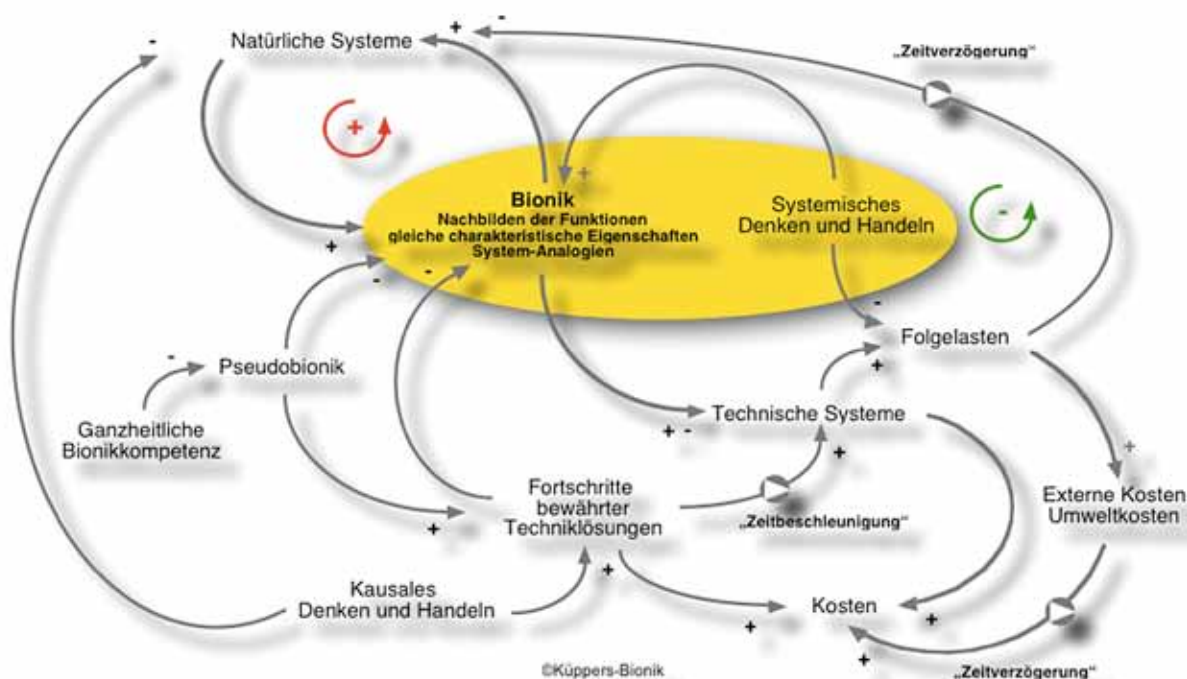 -
+
-
Natürliche Systeme
„Zeitverzögerung“
+
+
Bionik
Nachbilden der Funktionen
gleiche charakteristische Eigenschaften
System-Analogien
Systemisches
Denken und Handeln
-
+
-
-
-
Folgelasten
+
-
Pseudobionik
Technische Systeme
+ -
+
Ganzheitliche
Bionikkompetenz
+
Fortschritte
bewährter
Techniklösungen
„Zeitbeschleunigung“
Externe Kosten
Umweltkosten
+
+
Kausales
Denken und Handeln
Kosten
+
+
+
„Zeitverzögerung“
©Küppers-Bionik